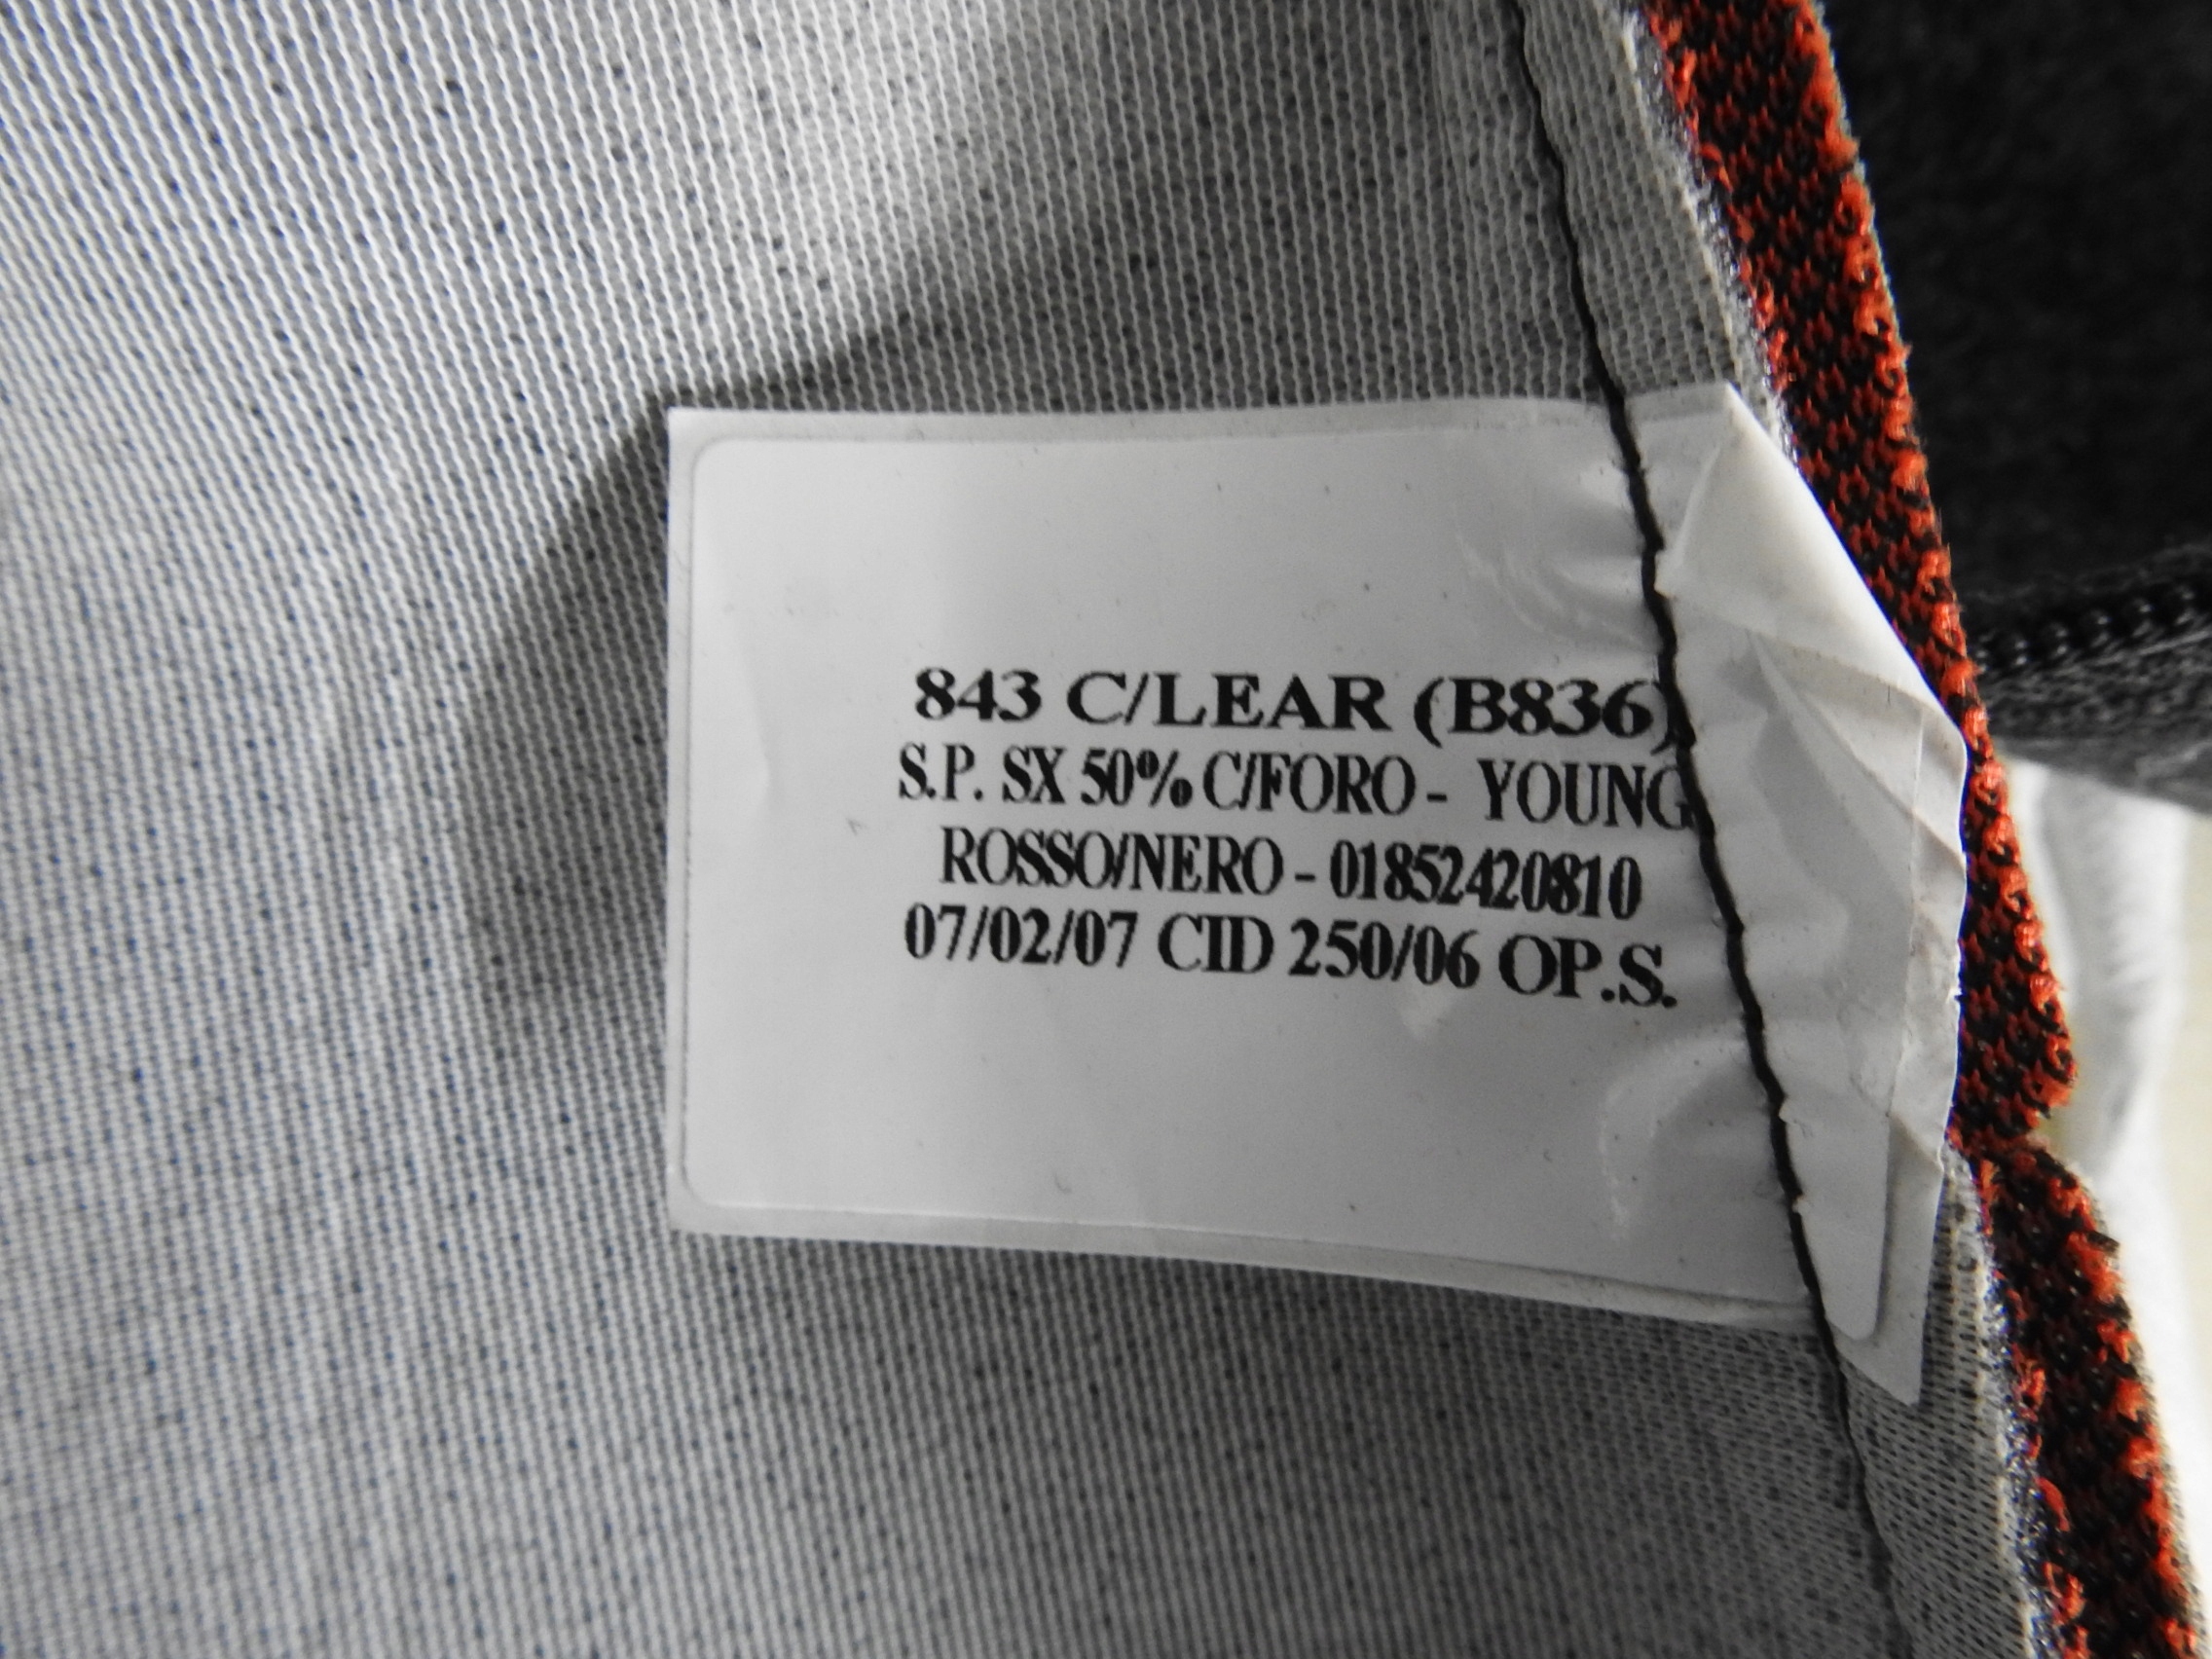 843 C/LEAR (B836)
S.P. SX 50% C/FORO - YOUNG
ROSSO/NERO - 01852420810
07/02/07 CID 250/06 OP.S.